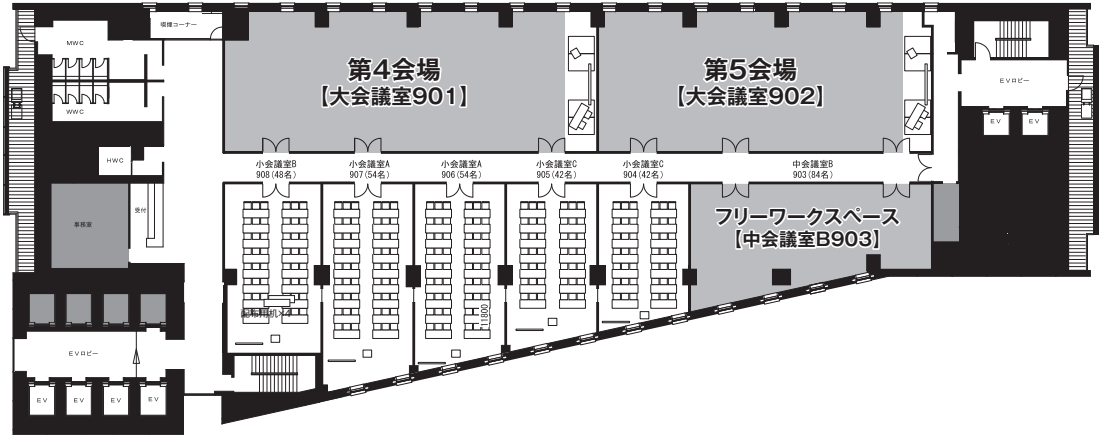 喫煙コーナー
MWC
WWC
HWC
第4会場
【大会議室901】
第5会場
【大会議室902】
EVロビー
EV
EV
小会議室B
908(48名)
小会議室A
907(54名)
小会議室A
906(54名)
小会議室C
905(42名)
小会議室C
904(42名)
中会議室B
903(84名)
事務室
受付
フリーワークスペース
【中会議室B903】
配布用机×4
11800
EVロビー
EV
EV
EV
EV